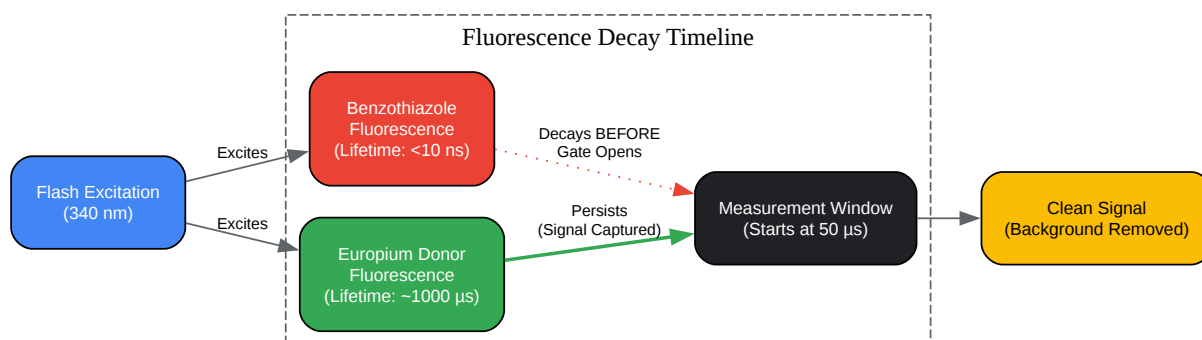 Fluorescence Decay Timeline
Flash Excitation
(340 nm)
Excites
Excites
Benzothiazole
Fluorescence
(Lifetime: <10 ns)
Europium Donor
Fluorescence
(Lifetime: ~1000 µs)
Decays BEFORE
Gate Opens
Persists
(Signal Captured)
Measurement Window
(Starts at 50 µs)
Clean Signal
(Background Removed)